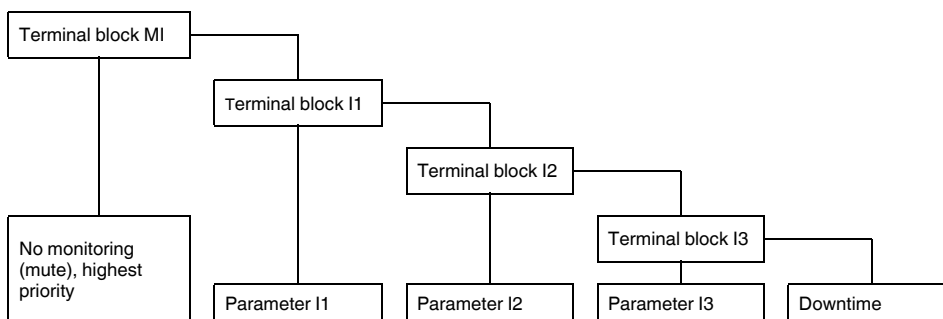 Terminal block MI
Terminal block I1
Terminal block I2
Terminal block I3
No monitoring
(mute), highest
priority
Parameter I1
Parameter I2
Parameter I3
Downtime